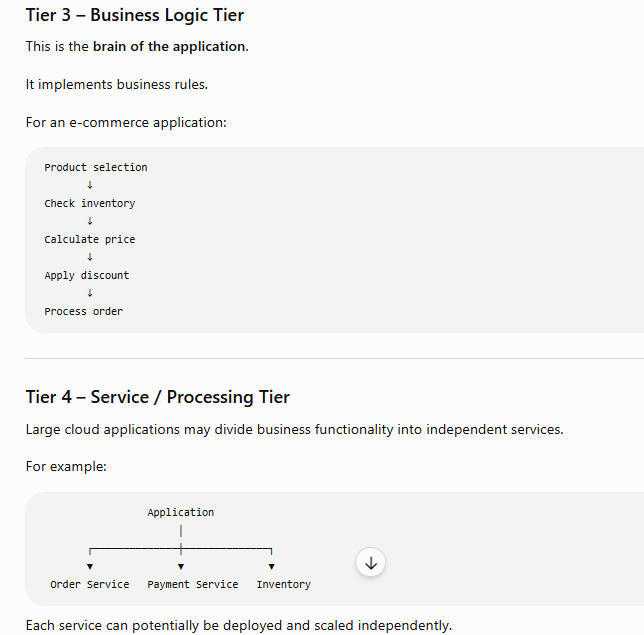 Tier 3 – Business Logic Tier
This is the brain of the application.
It implements business rules.
For an e-commerce application:
Product selection
↓
Check inventory
↓
Calculate price
↓
Apply discount
↓
Process order
Tier 4 – Service / Processing Tier
Large cloud applications may divide business functionality into independent services.
For example:
Application
Order Service Payment Service Inventory
Each service can potentially be deployed and scaled independently.